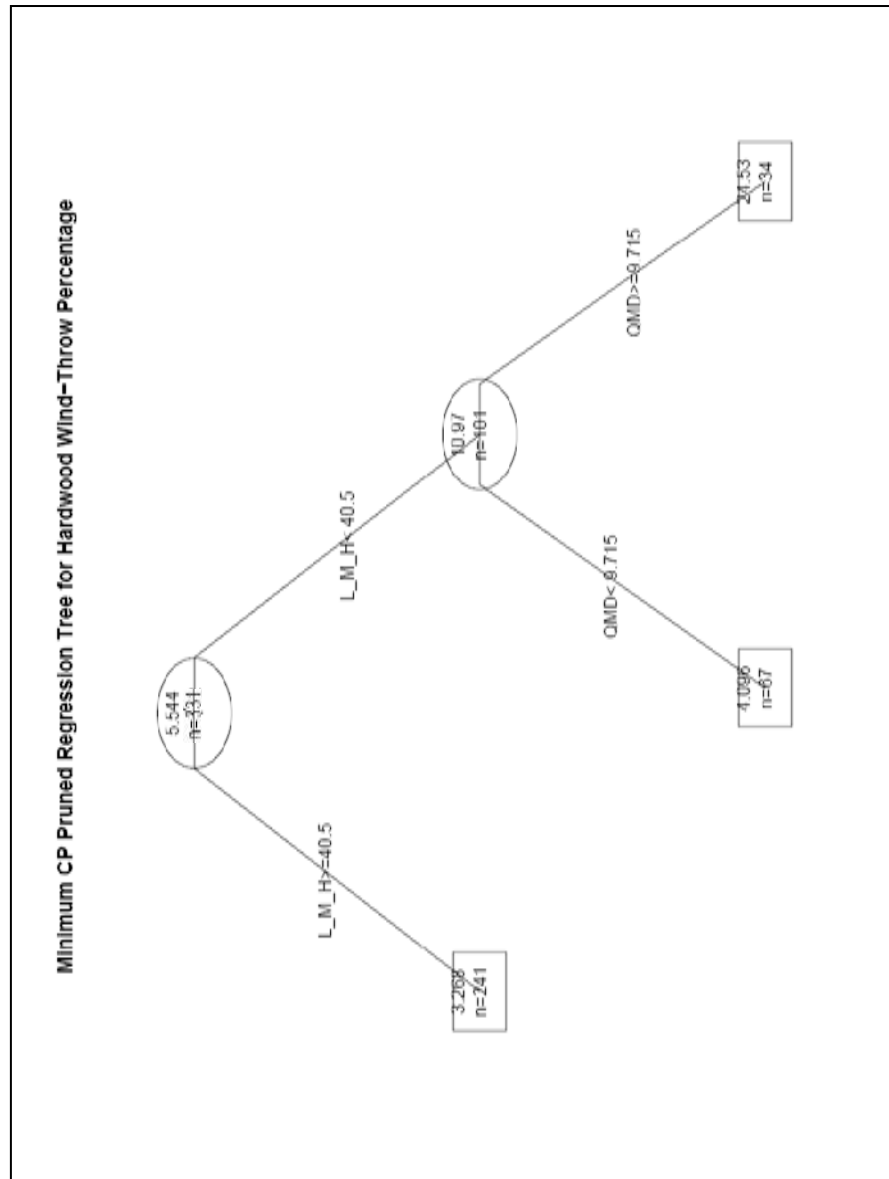 Minimum CP Pruned Regression Tree for Hardwood Wind-Throw Percentage
5.544
L_M_H>=40.5
L_M_H< 40.5
3.268
n=241
10.97
n=101
QMD< 9.715
QMD>=9.715
4.096
n=67
24.53
n=34